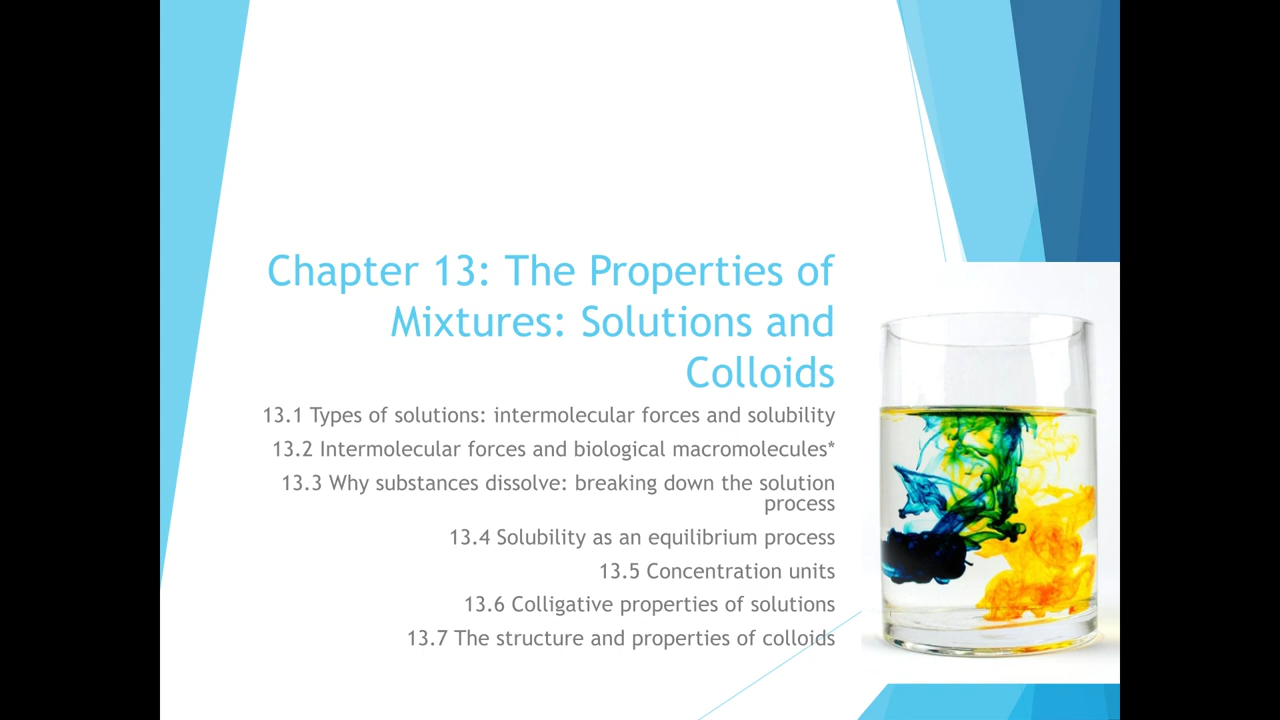 Chapter 13: The Properties of
Mixtures: Solutions and
Colloids
13.1 Types of solutions: intermolecular forces and solubility
13.2 Intermolecular forces and biological macromolecules*
13.3 Why substances dissolve: breaking down the solution
process
13.4 Solubility as an equilibrium process
13.5 Concentration units
13.6 Colligative properties of solutions
13.7 The structure and properties of colloids